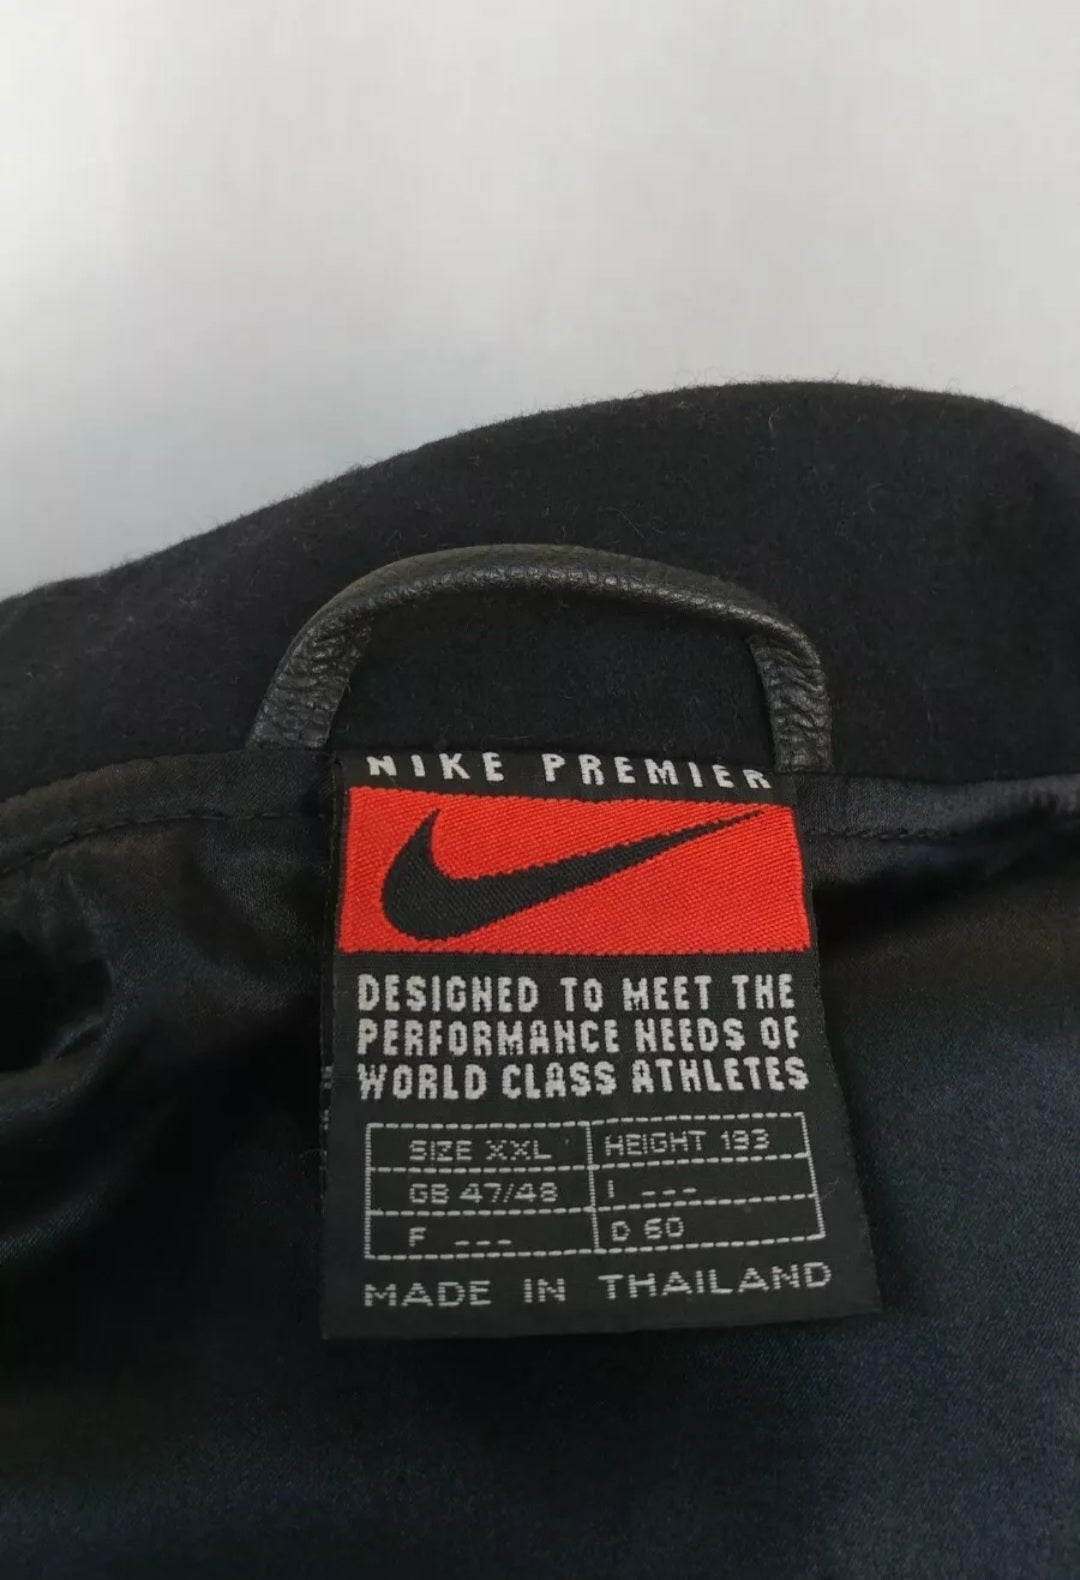 NIKE PREMIER
DESIGNED TO MEET THE
PERFORMANCE NEEDS OF
WORLD CLASS ATHLETES
SIZE XXL HEIGHT 193
GB 47/48 I ---
F --- D 60
MADE IN THAILAND